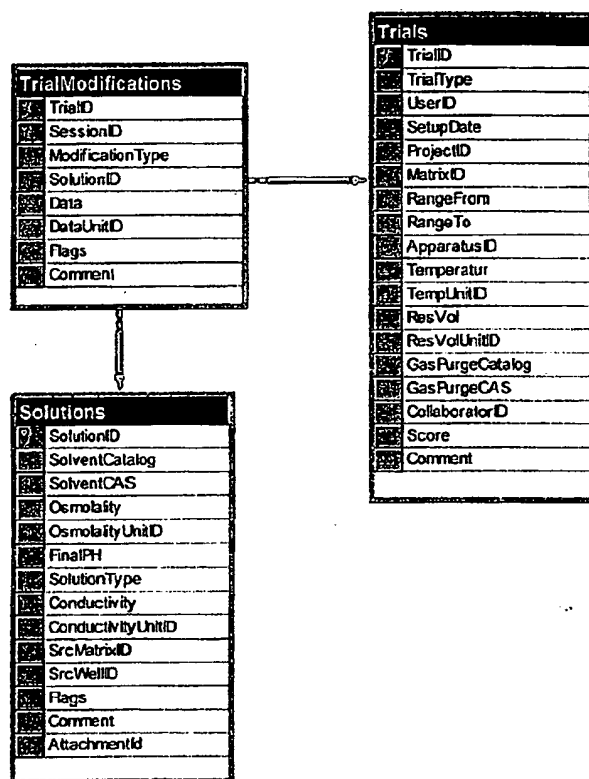 TrialModifications
TrialID
SessionID
ModificationType
SolutionID
Data
DataUnitID
Flags
Comment
Trials
TrialID
TrialType
UserID
SetupDate
ProjectID
MatrixID
RangeFrom
RangeTo
ApparatusID
Temperatur
TempUnitID
ResVol
ResVolUnitID
GasPurgeCatalog
GasPurgeCAS
CollaboratorID
Score
Comment
Solutions
SolutionID
SolventCatalog
SolventCAS
Osmolality
OsmolalityUnitID
FinalPH
SolutionType
Conductivity
ConductivityUnitID
SrcMatrixID
SrcWellID
Flags
Comment
AttachmentId